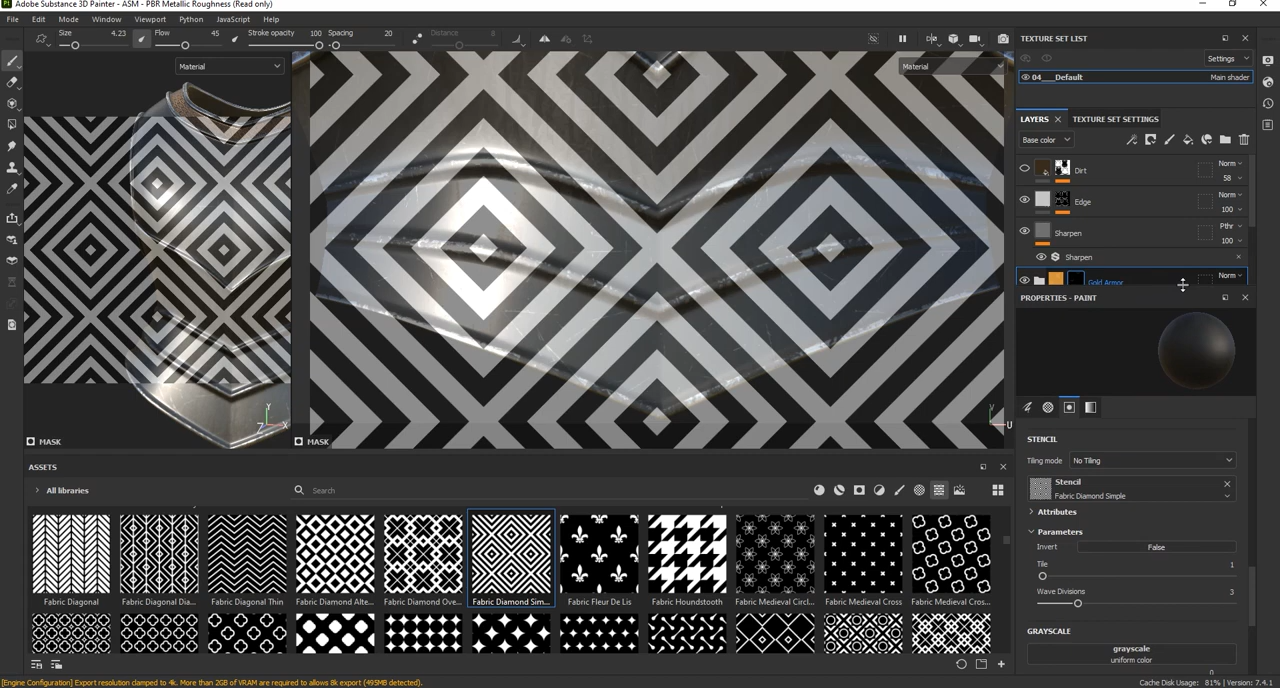 Adobe Substance 3D Painter - ASM - PBR Metallic Roughness (Read only)
File Edit Mode Window Viewport Python JavaScript Help
Size 4.23 Flow 45 Stroke opacity 100 Spacing 20 Distance 8
Material
Material
MASK
MASK
Y
Z X
U
TEXTURE SET LIST
Settings
04___Default Main shader
LAYERS TEXTURE SET SETTINGS
Base color
Dirt Norm 58
Edge Norm 100
Sharpen Pthr 100
Sharpen
Gold Armor Norm
PROPERTIES - PAINT
STENCIL
Tiling mode No Tiling
Stencil
Fabric Diamond Simple
Attributes
Parameters
Invert False
Tile 1
Wave Divisions 3
GRAYSCALE
grayscale
uniform color
0
ASSETS
All libraries Search
Fabric Diagonal Fabric Diagonal Dia... Fabric Diagonal Thin Fabric Diamond Alte... Fabric Diamond Ove... Fabric Diamond Sim... Fabric Fleur De Lis Fabric Houndstooth Fabric Medieval Circl... Fabric Medieval Cross Fabric Medieval Cros...
[Engine Configuration] Export resolution clamped to 4k. More than 2GB of VRAM are required to allows 8k export (495MB detected).
Cache Disk Usage: 81% | Version: 7.4.1